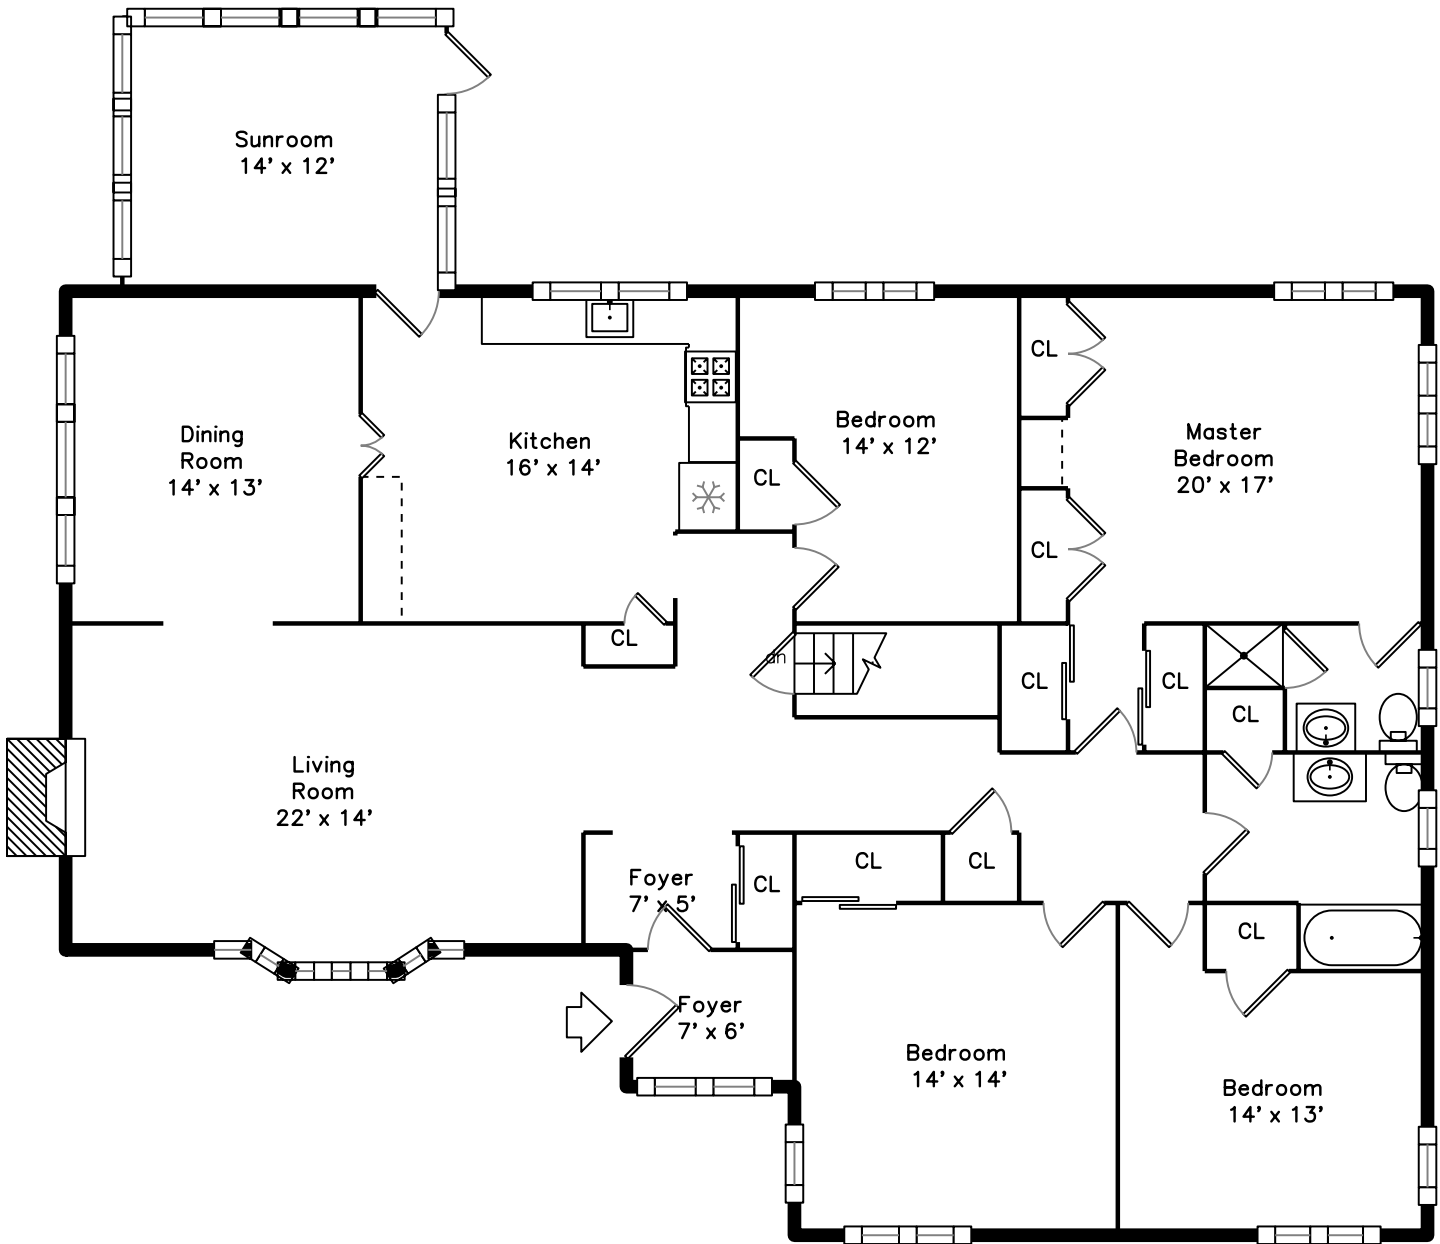 Sunroom
14' x 12'
Dining
Room
14' x 13'
Kitchen
16' x 14'
CL
Bedroom
14' x 12'
CL
CL
CL
Master
Bedroom
20' x 17'
CL
dn
CL
CL
CL
Living
Room
22' x 14'
Foyer
7' x 5'
CL
CL
CL
Foyer
7' x 6'
CL
Bedroom
14' x 14'
Bedroom
14' x 13'